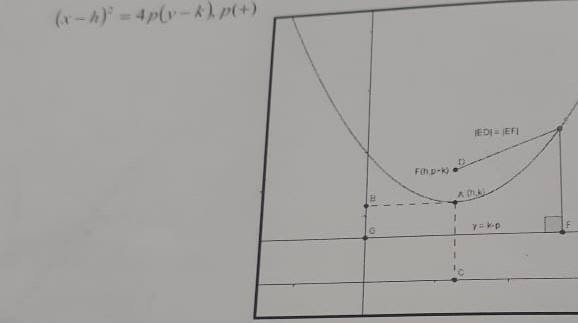 (x – h)² = 4p(y – k), p(+)
|ED| = |EF|
D
F(h,p+k)
B
A (h,k)
G
y = k-p
F
C